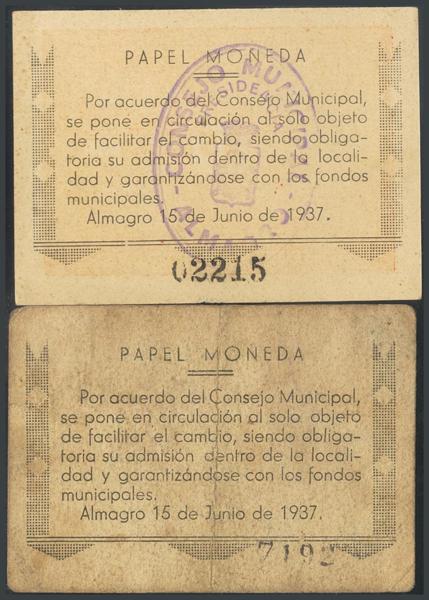 PAPEL MONEDA
Por acuerdo del Consejo Municipal,
se pone en circulación al solo objeto
de facilitar el cambio, siendo obliga-
toria su admisión dentro de la locali-
dad y garantizándose con los fondos
municipales.
Almagro 15 de Junio de 1937.
CONSEJO MUNICIPAL
PRESIDENCIA
ALMAGRO
02215
PAPEL MONEDA
Por acuerdo del Consejo Municipal,
se pone en circulación al solo objeto
de facilitar el cambio, siendo obliga-
toria su admisión dentro de la locali-
dad y garantizándose con los fondos
municipales.
Almagro 15 de Junio de 1937.